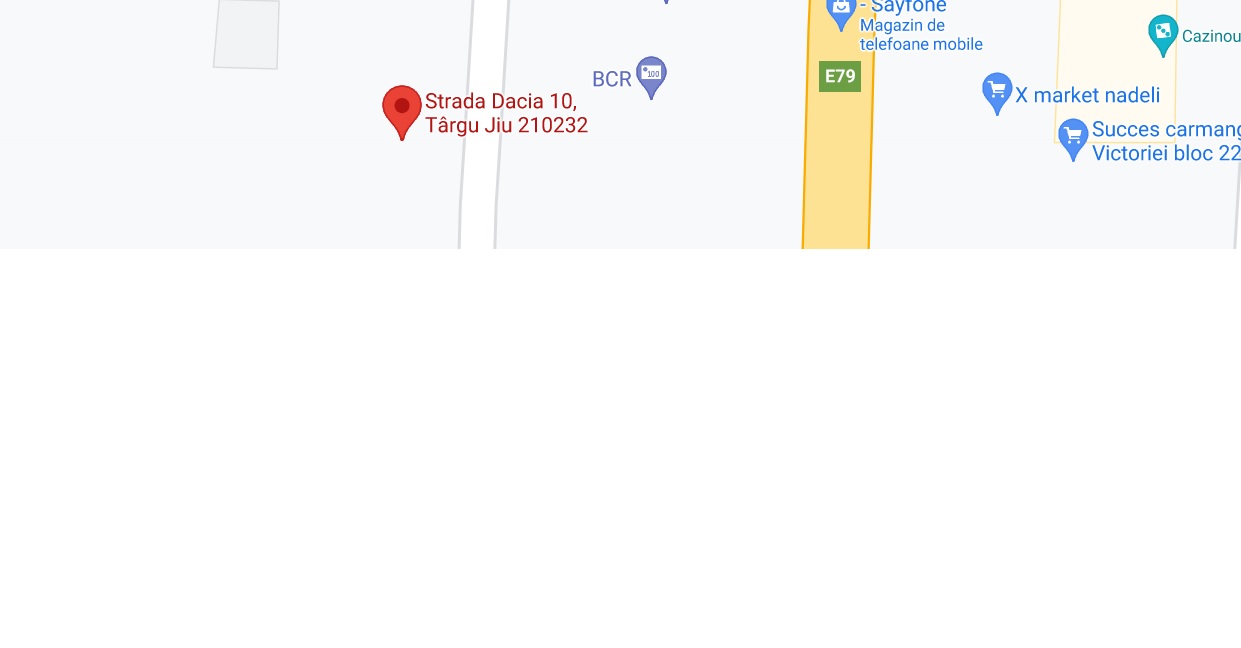 - Sayfone
Magazin de
telefoane mobile
Cazinou
E79
BCR
100
X market nadeli
Strada Dacia 10,
Târgu Jiu 210232
Succes carmang
Victoriei bloc 22